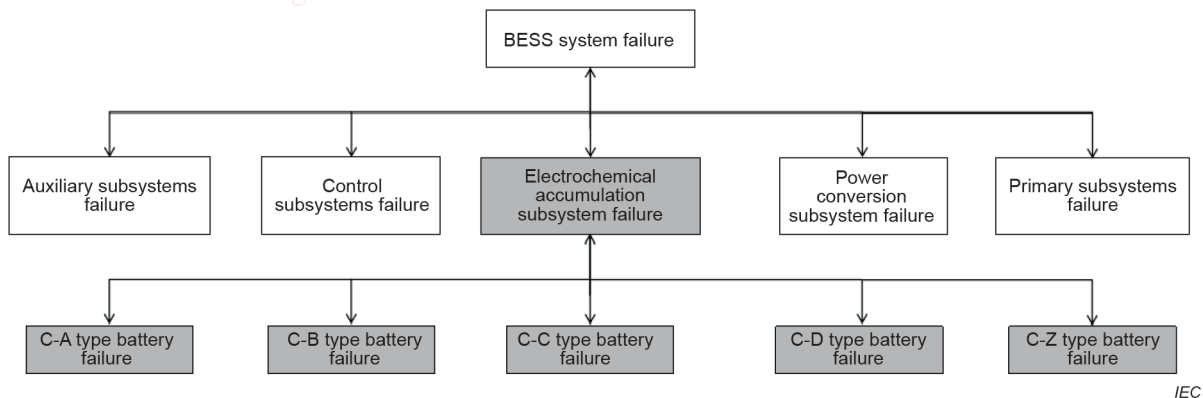 BESS system failure
Auxiliary subsystems
failure
Control
subsystems failure
Electrochemical
accumulation
subsystem failure
Power
conversion
subsystem failure
Primary subsystems
failure
C-A type battery
failure
C-B type battery
failure
C-C type battery
failure
C-D type battery
failure
C-Z type battery
failure
IEC